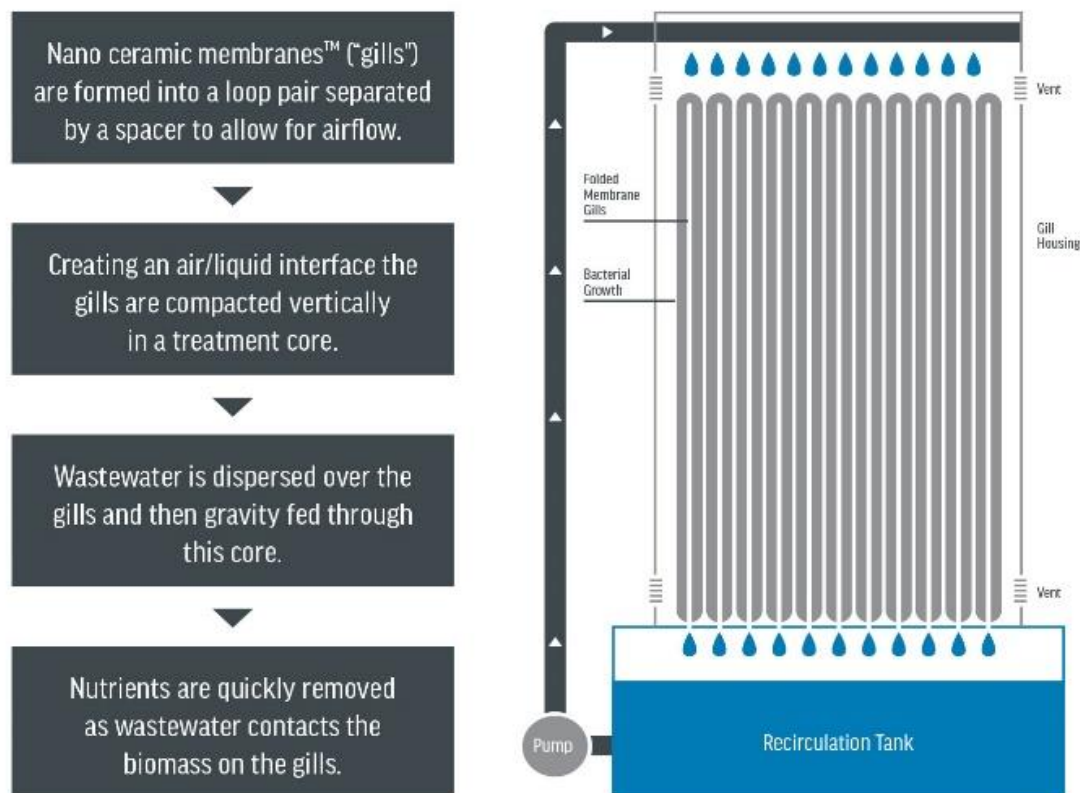 Nano ceramic membranes™ ("gills")
are formed into a loop pair separated
by a spacer to allow for airflow.
Creating an air/liquid interface the
gills are compacted vertically
in a treatment core.
Wastewater is dispersed over the
gills and then gravity fed through
this core.
Nutrients are quickly removed
as wastewater contacts the
biomass on the gills.
Vent
Folded
Membrane
Gills
Gill
Housing
Bacterial
Growth
Vent
Pump
Recirculation Tank